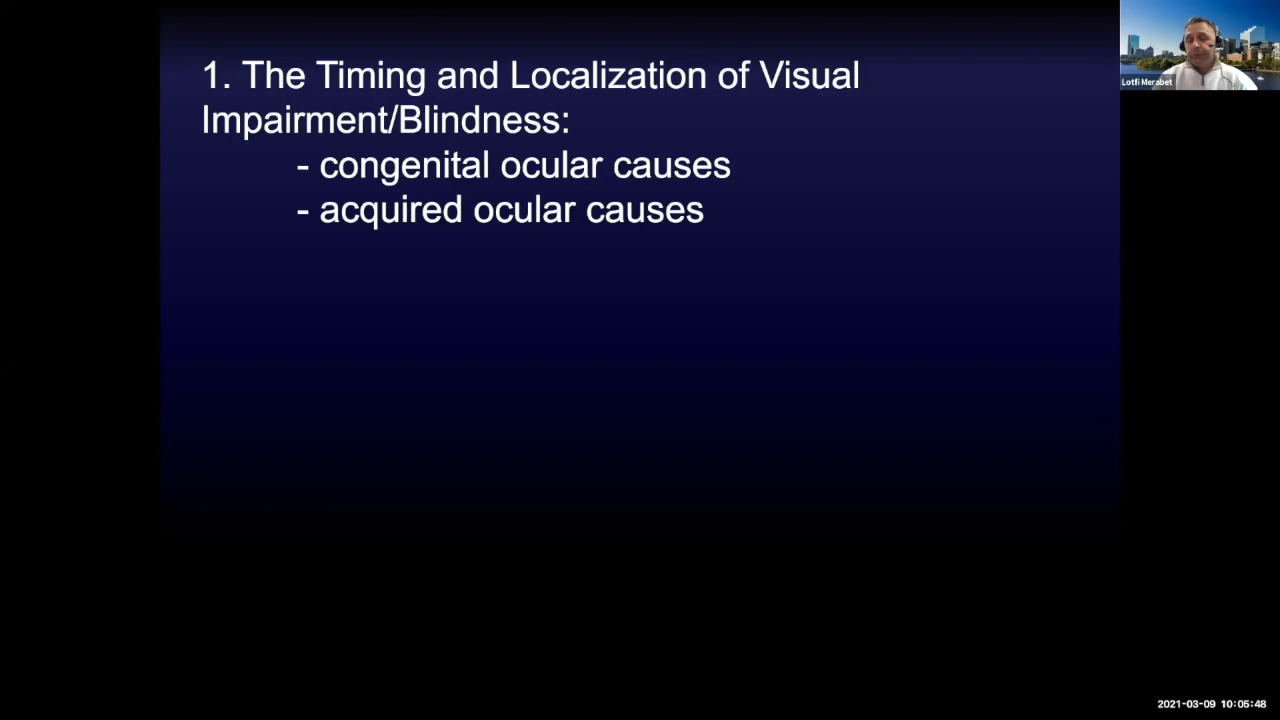 1. The Timing and Localization of Visual
Impairment/Blindness:
- congenital ocular causes
- acquired ocular causes
Lotfi Merabet
2021-03-09 10:05:48